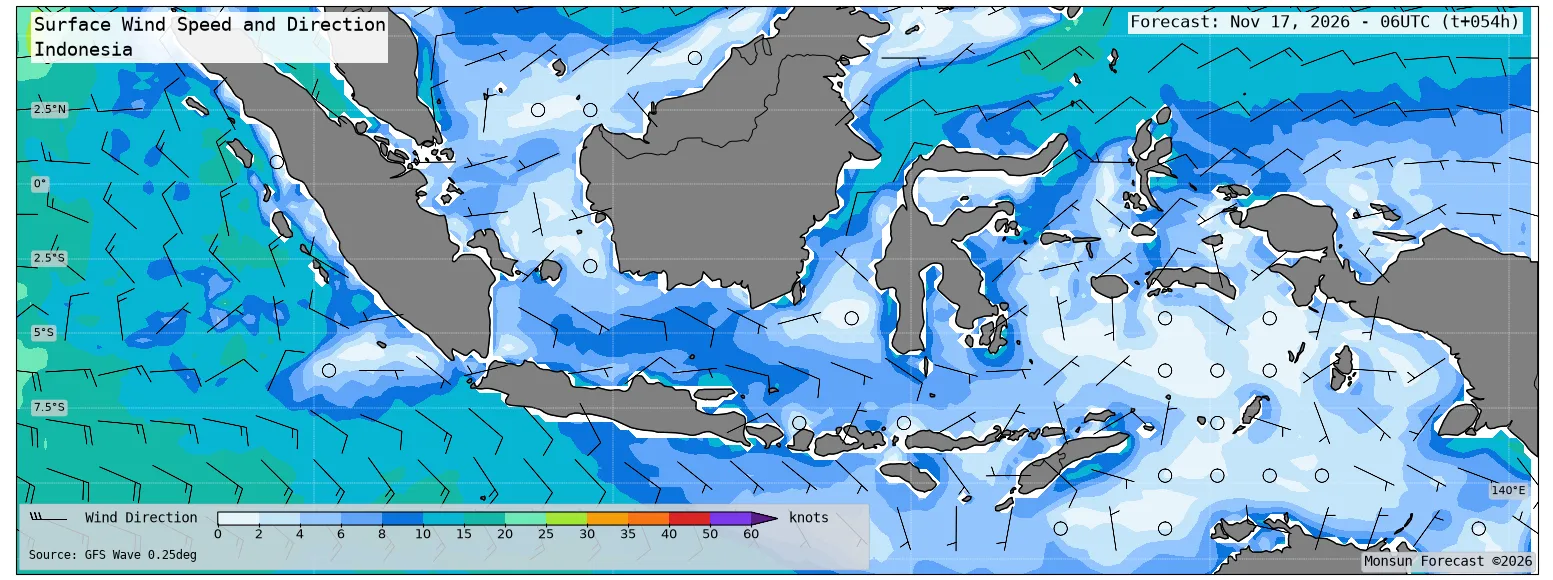 Surface Wind Speed and Direction
Indonesia
Forecast: Nov 17, 2026 - 06UTC (t+054h)
2.5°N
0°
2.5°S
5°S
7.5°S
140°E
Wind Direction
0 2 4 6 8 10 15 20 25 30 35 40 50 60
knots
Source: GFS Wave 0.25deg
Monsun Forecast ©2026